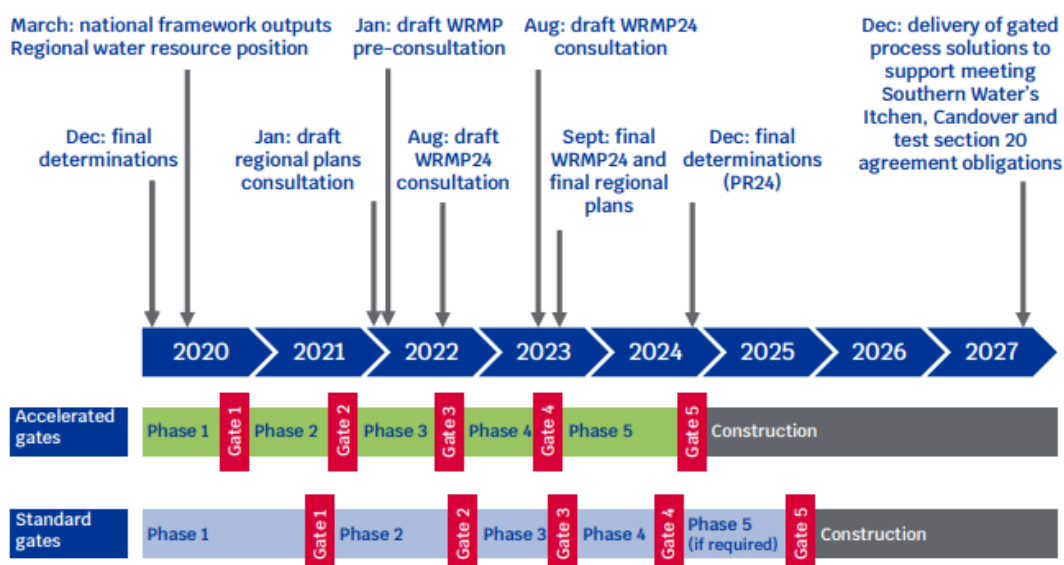 March: national framework outputs
Regional water resource position
Jan: draft WRMP
pre-consultation
Aug: draft WRMP24
consultation
Dec: delivery of gated
process solutions to
support meeting
Southern Water's
Itchen, Candover and
test section 20
agreement obligations
Dec: final
determinations
Jan: draft
regional plans
consultation
Aug: draft
WRMP24
consultation
Sept: final
WRMP24 and
final regional
plans
Dec: final
determinations
(PR24)
2020
2021
2022
2023
2024
2025
2026
2027
Accelerated
gates
Phase 1
Gate 1
Phase 2
Gate 2
Phase 3
Gate 3
Phase 4
Gate 4
Phase 5
Gate 5
Construction
Standard
gates
Phase 1
Gate 1
Phase 2
Gate 2
Phase 3
Gate 3
Phase 4
Gate 4
Phase 5
(if required)
Gate 5
Construction